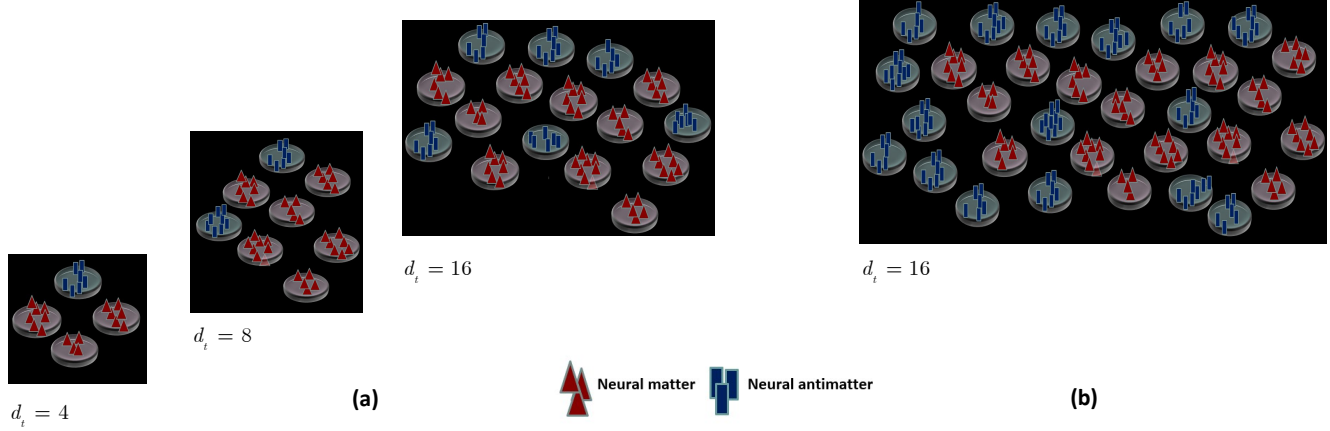 d_t = 16
d_t = 16
d_t = 8
Neural matter
Neural antimatter
(a)
(b)
d_t = 4